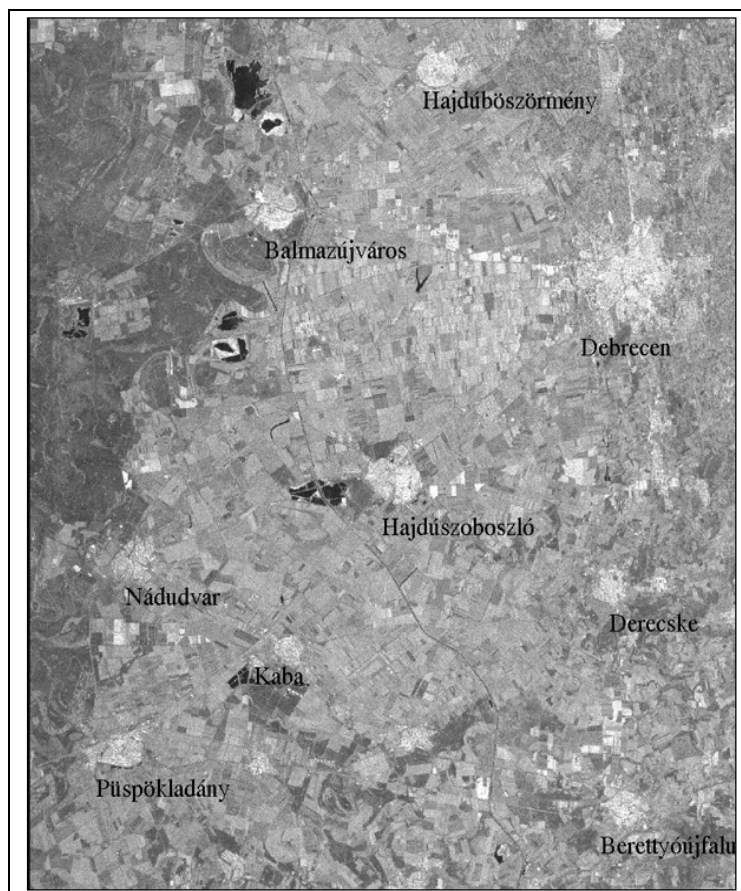 Hajdúböszörmény
Balmazújváros
Debrecen
Hajdúszoboszló
Nádudvar
Derecske
Kaba
Püspökladány
Berettyóújfalu